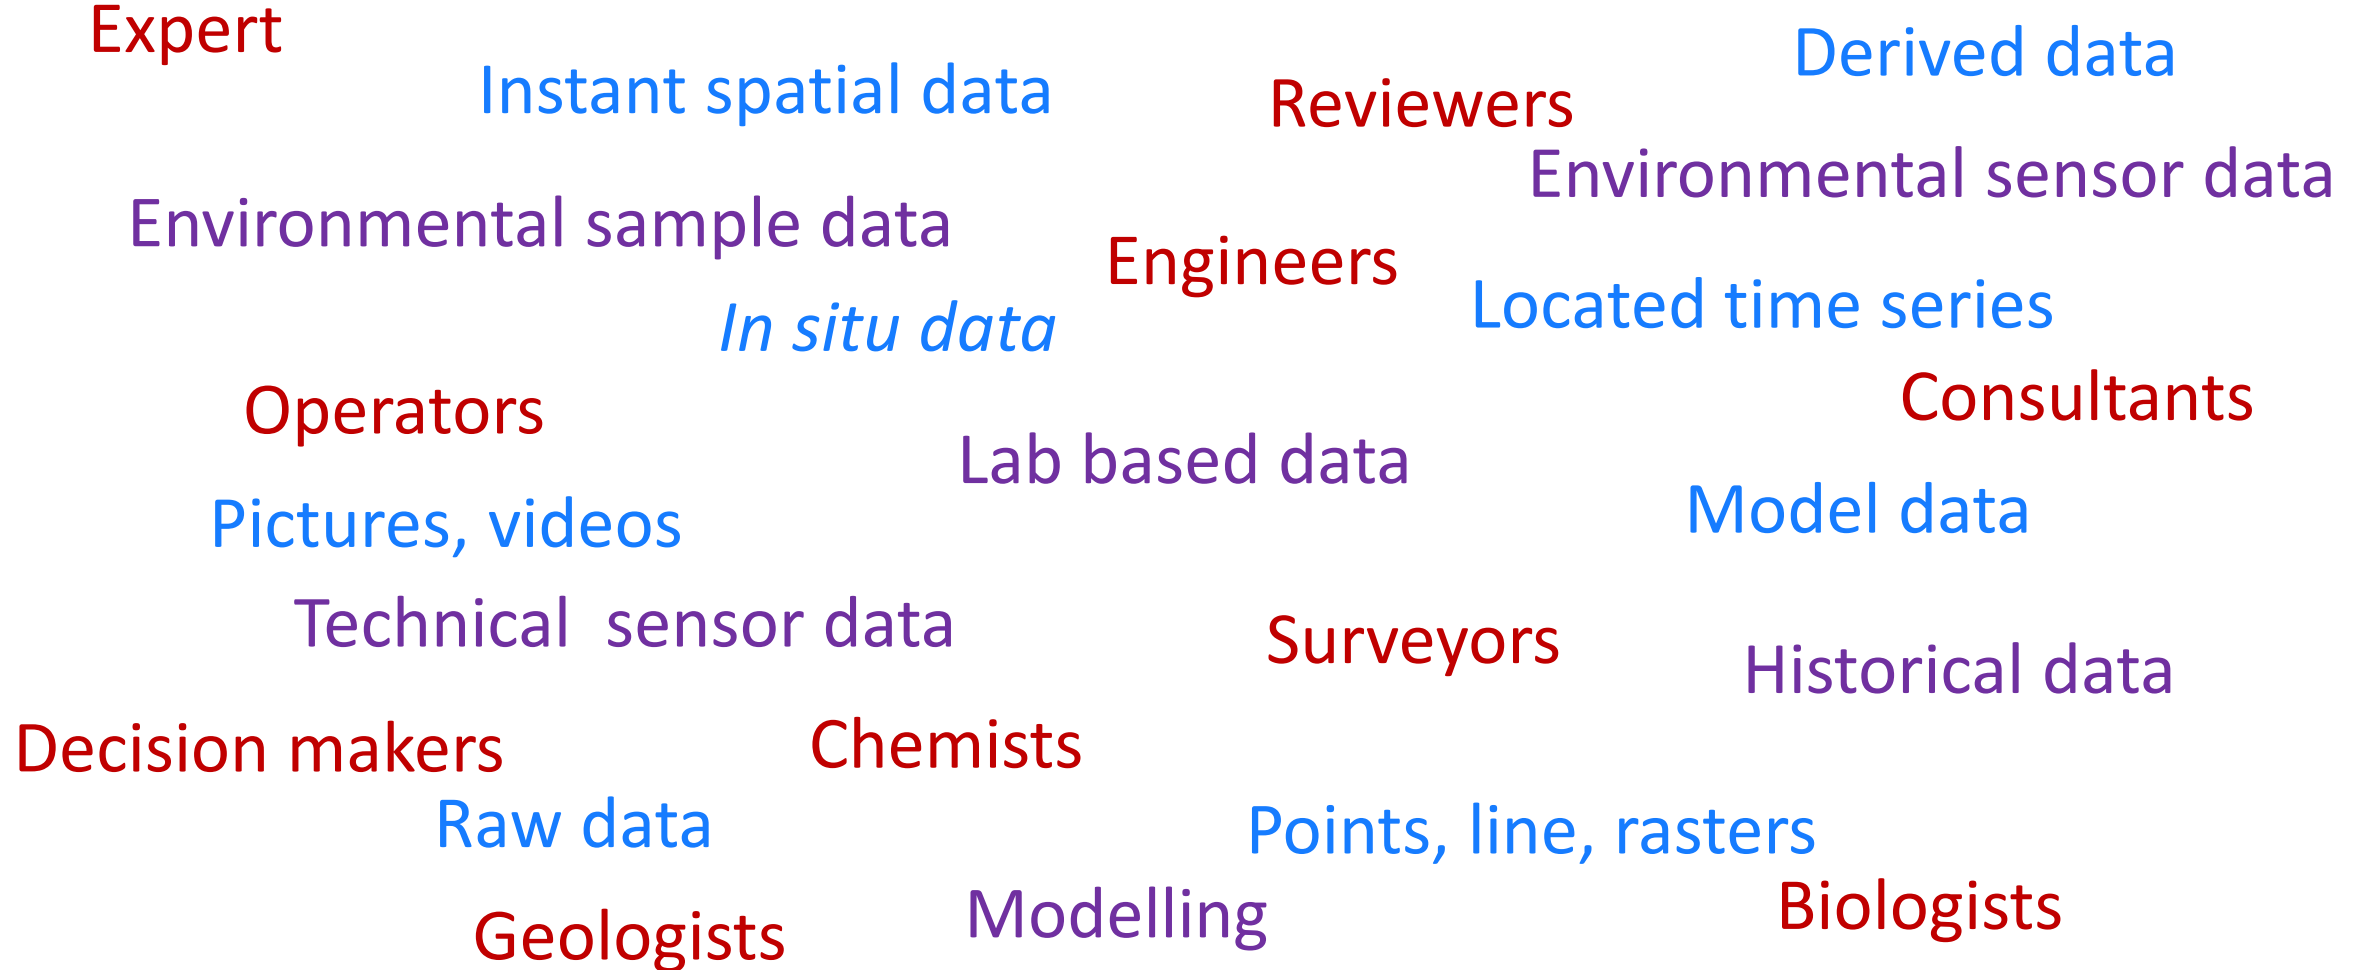 Expert
Derived data
Instant spatial data
Reviewers
Environmental sensor data
Environmental sample data
Engineers
Located time series
In situ data
Consultants
Operators
Lab based data
Model data
Pictures, videos
Technical  sensor data
Surveyors
Historical data
Decision makers
Chemists
Raw data
Points, line, rasters
Biologists
Modelling
Geologists